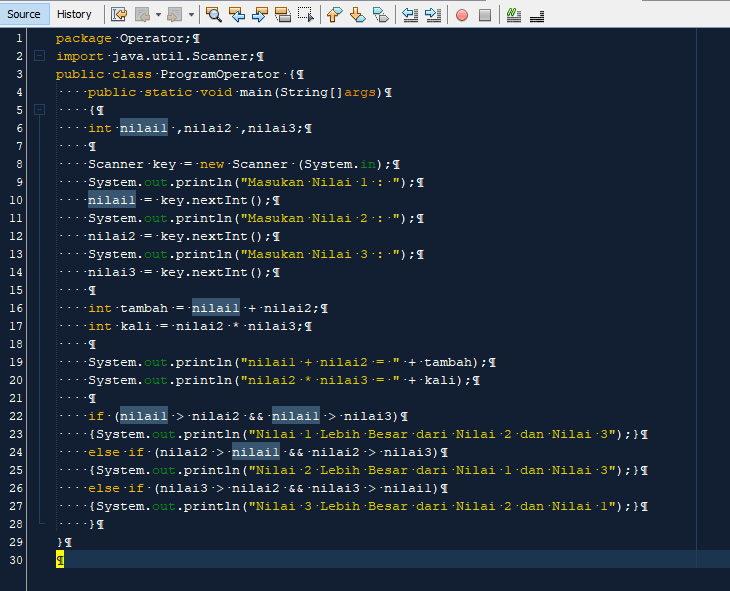 Source History
1 package Operator;¶
2 import java.util.Scanner;¶
3 public class ProgramOperator {¶
4 ····public static void main(String[]args)¶
5 ····{¶
6 ····int nilai1 ,nilai2 ,nilai3;¶
7 ····¶
8 ····Scanner key = new Scanner (System.in);¶
9 ····System.out.println("Masukan Nilai 1 : ");¶
10 ····nilai1 = key.nextInt();¶
11 ····System.out.println("Masukan Nilai 2 : ");¶
12 ····nilai2 = key.nextInt();¶
13 ····System.out.println("Masukan Nilai 3 : ");¶
14 ····nilai3 = key.nextInt();¶
15 ····¶
16 ····int tambah = nilai1 + nilai2;¶
17 ····int kali = nilai2 * nilai3;¶
18 ····¶
19 ····System.out.println("nilai1 + nilai2 = " + tambah);¶
20 ····System.out.println("nilai2 * nilai3 = " + kali);¶
21 ····¶
22 ····if (nilai1 > nilai2 && nilai1 > nilai3)¶
23 ····{System.out.println("Nilai 1 Lebih Besar dari Nilai 2 dan Nilai 3");}¶
24 ····else if (nilai2 > nilai1 && nilai2 > nilai3)¶
25 ····{System.out.println("Nilai 2 Lebih Besar dari Nilai 1 dan Nilai 3");}¶
26 ····else if (nilai3 > nilai2 && nilai3 > nilai1)¶
27 ····{System.out.println("Nilai 3 Lebih Besar dari Nilai 2 dan Nilai 1");}¶
28 ····}¶
29 }¶
30 ¶